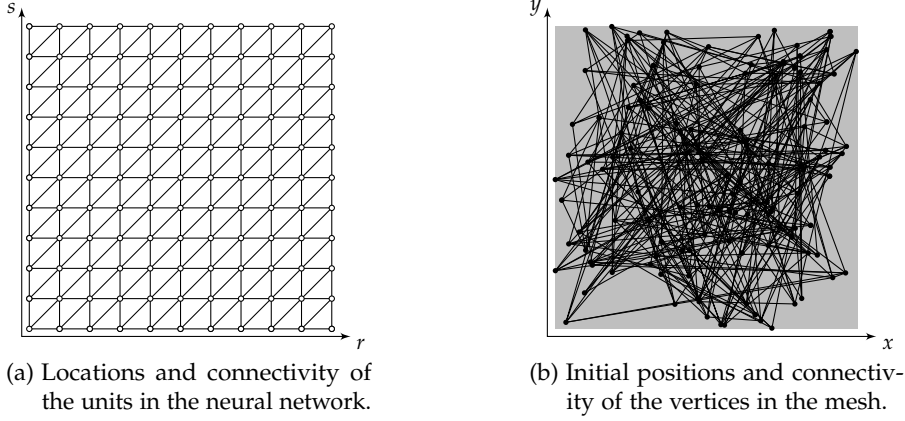 s
r
(a) Locations and connectivity of
the units in the neural network.
y
x
(b) Initial positions and connectiv-
ity of the vertices in the mesh.